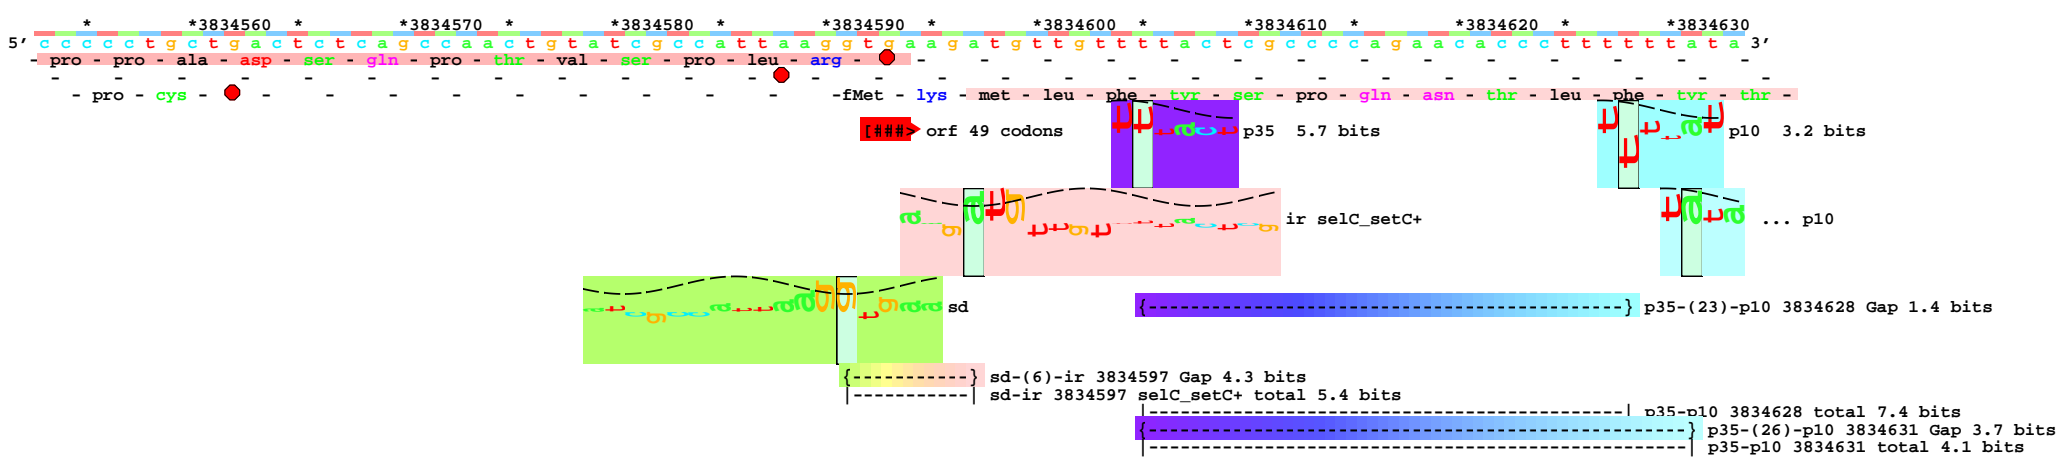 * *3834560 * *3834570 * *3834580 * *3834590 * *3834600 * *3834610 * *3834620 * *3834630
5' c c c c c t g c t g a c t c t c a g c c a a c t g t a t c g c c a t t a a g g t g a a g a t g t t g t t t t a c t c g c c c c a g a a c a c c c t t t t t t a t a 3'
- pro - pro - ala - asp - ser - gln - pro - thr - val - ser - pro - leu - arg - - - - - - - - - - - - - - -
- - - - - - - - - - - - - - - - - - - - - - - - - - - -
- pro - cys - - - - - - - - - - -fMet - lys - met - leu - phe - tyr - ser - pro - gln - asn - thr - leu - phe - tyr - thr -
[###> orf 49 codons t t t a c t p35 5.7 bits t t t t a t p10 3.2 bits
a a g a t g t t g t t t t a c t c g ir selC_setC+ t a t a ... p10
a t c g c c a t t a a g g t g a a sd
{-----------------------} p35-(23)-p10 3834628 Gap 1.4 bits
{-----------} sd-(6)-ir 3834597 Gap 4.3 bits
|-----------| sd-ir 3834597 selC_setC+ total 5.4 bits
|---------------------------------------------| p35-p10 3834628 total 7.4 bits
{---------------------------------------------------} p35-(26)-p10 3834631 Gap 3.7 bits
|---------------------------------------------------| p35-p10 3834631 total 4.1 bits